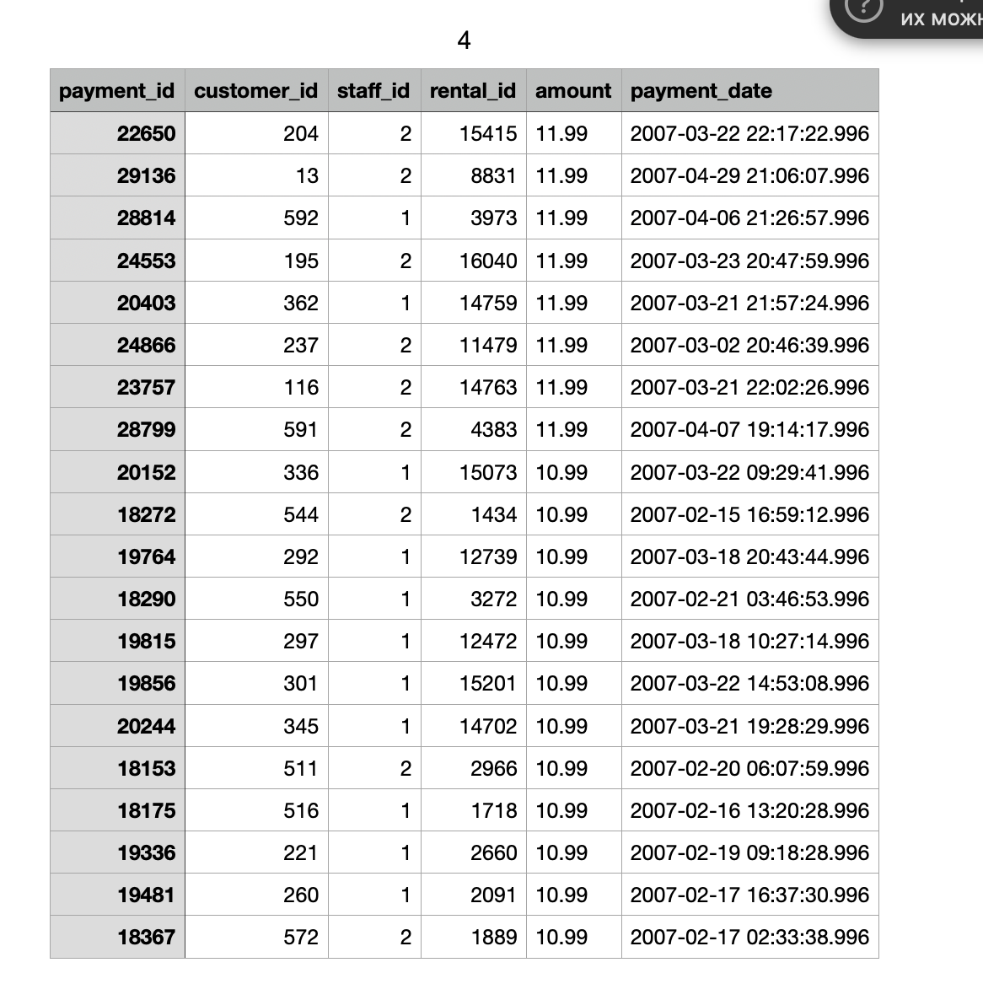 ?
их можн
4
payment_id customer_id staff_id rental_id amount payment_date
22650 204 2 15415 11.99 2007-03-22 22:17:22.996
29136 13 2 8831 11.99 2007-04-29 21:06:07.996
28814 592 1 3973 11.99 2007-04-06 21:26:57.996
24553 195 2 16040 11.99 2007-03-23 20:47:59.996
20403 362 1 14759 11.99 2007-03-21 21:57:24.996
24866 237 2 11479 11.99 2007-03-02 20:46:39.996
23757 116 2 14763 11.99 2007-03-21 22:02:26.996
28799 591 2 4383 11.99 2007-04-07 19:14:17.996
20152 336 1 15073 10.99 2007-03-22 09:29:41.996
18272 544 2 1434 10.99 2007-02-15 16:59:12.996
19764 292 1 12739 10.99 2007-03-18 20:43:44.996
18290 550 1 3272 10.99 2007-02-21 03:46:53.996
19815 297 1 12472 10.99 2007-03-18 10:27:14.996
19856 301 1 15201 10.99 2007-03-22 14:53:08.996
20244 345 1 14702 10.99 2007-03-21 19:28:29.996
18153 511 2 2966 10.99 2007-02-20 06:07:59.996
18175 516 1 1718 10.99 2007-02-16 13:20:28.996
19336 221 1 2660 10.99 2007-02-19 09:18:28.996
19481 260 1 2091 10.99 2007-02-17 16:37:30.996
18367 572 2 1889 10.99 2007-02-17 02:33:38.996